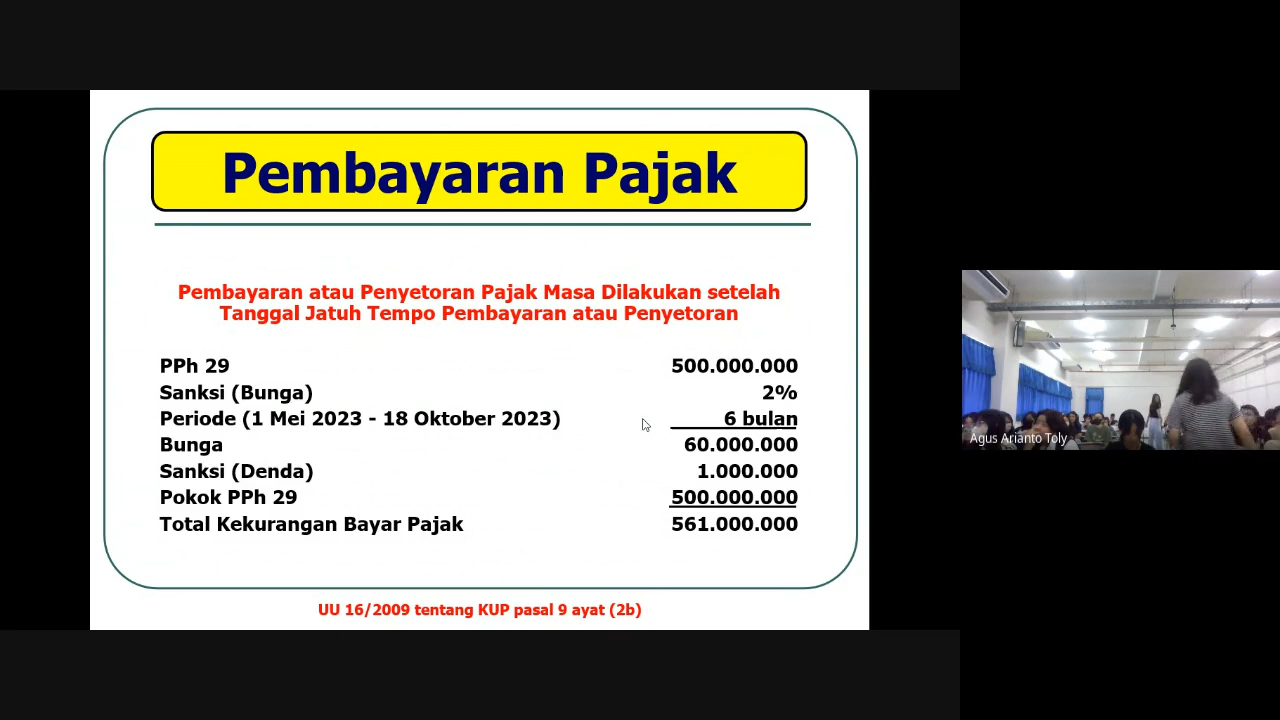 Pembayaran Pajak
Pembayaran atau Penyetoran Pajak Masa Dilakukan setelah
Tanggal Jatuh Tempo Pembayaran atau Penyetoran
PPh 29 500.000.000
Sanksi (Bunga) 2%
Periode (1 Mei 2023 - 18 Oktober 2023) 6 bulan
Bunga 60.000.000
Sanksi (Denda) 1.000.000
Pokok PPh 29 500.000.000
Total Kekurangan Bayar Pajak 561.000.000
UU 16/2009 tentang KUP pasal 9 ayat (2b)
Agus Arianto Toly